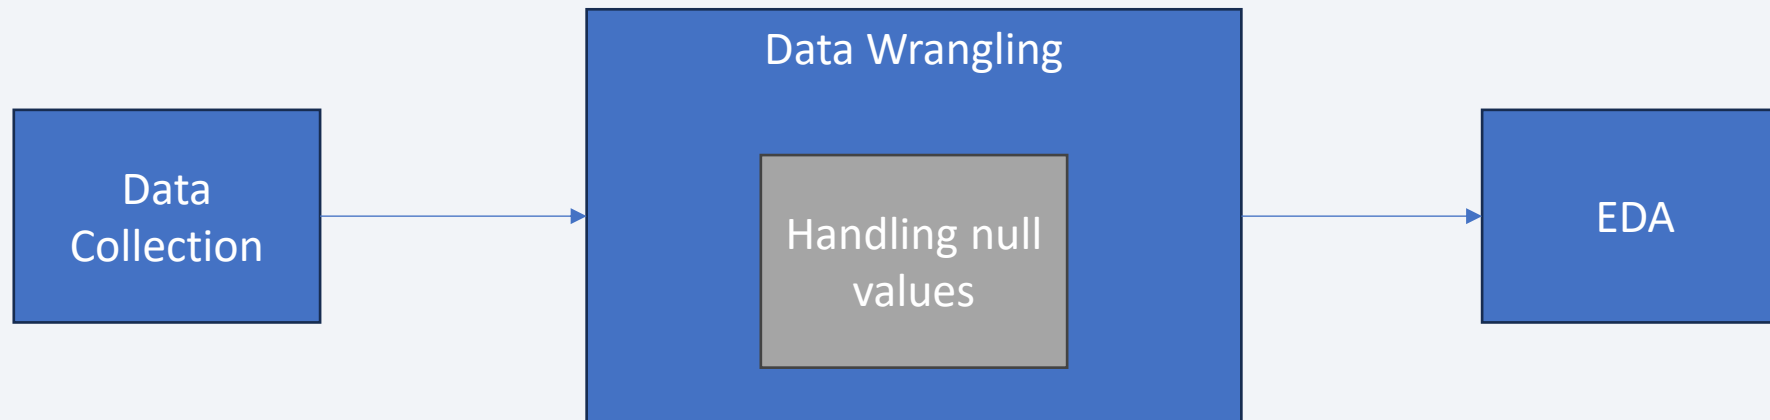 Data Wrangling
Data
Collection
Handling null
values
EDA